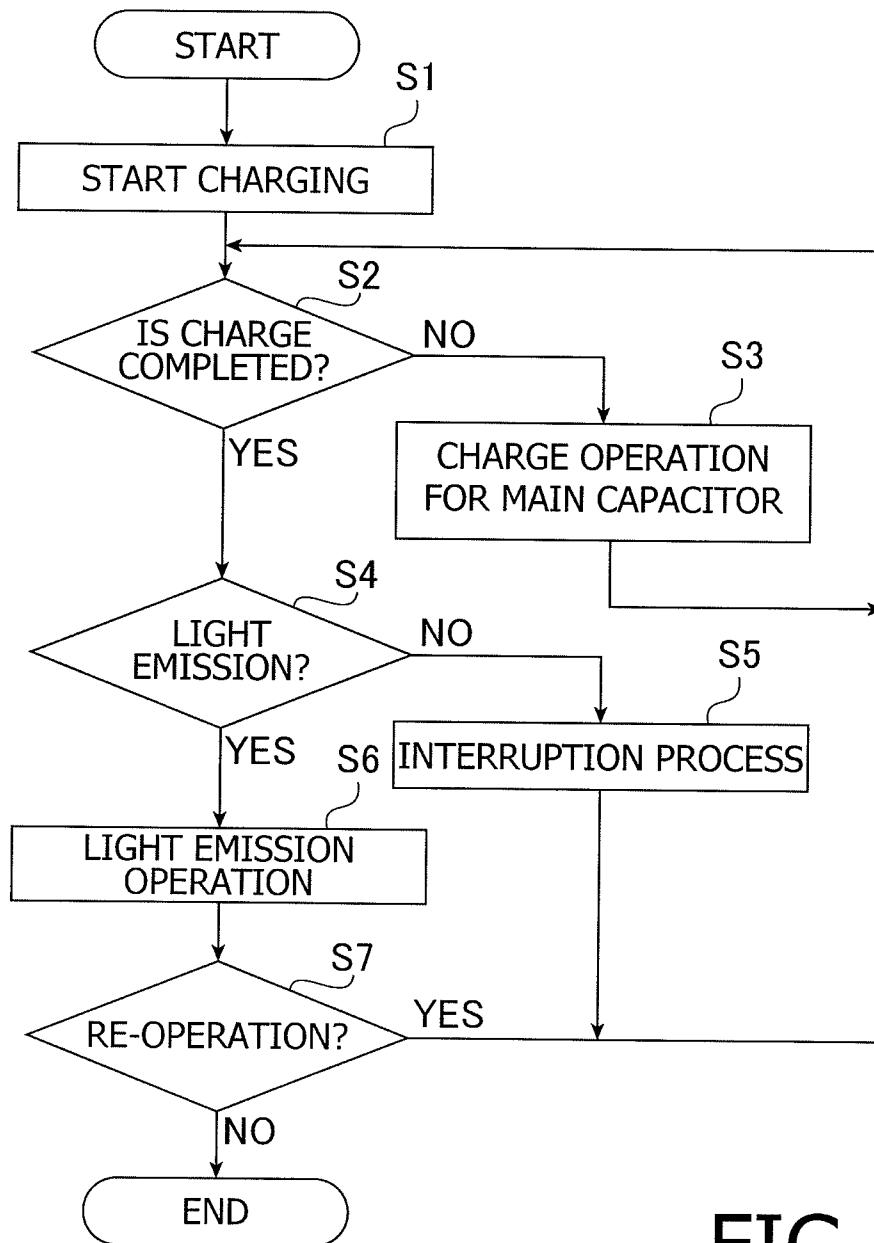 START
S1
START CHARGING
S2
IS CHARGE
COMPLETED?
NO
YES
S3
CHARGE OPERATION
FOR MAIN CAPACITOR
S4
LIGHT
EMISSION?
NO
YES
S5
INTERRUPTION PROCESS
S6
LIGHT EMISSION
OPERATION
S7
RE-OPERATION?
YES
NO
END
FIG